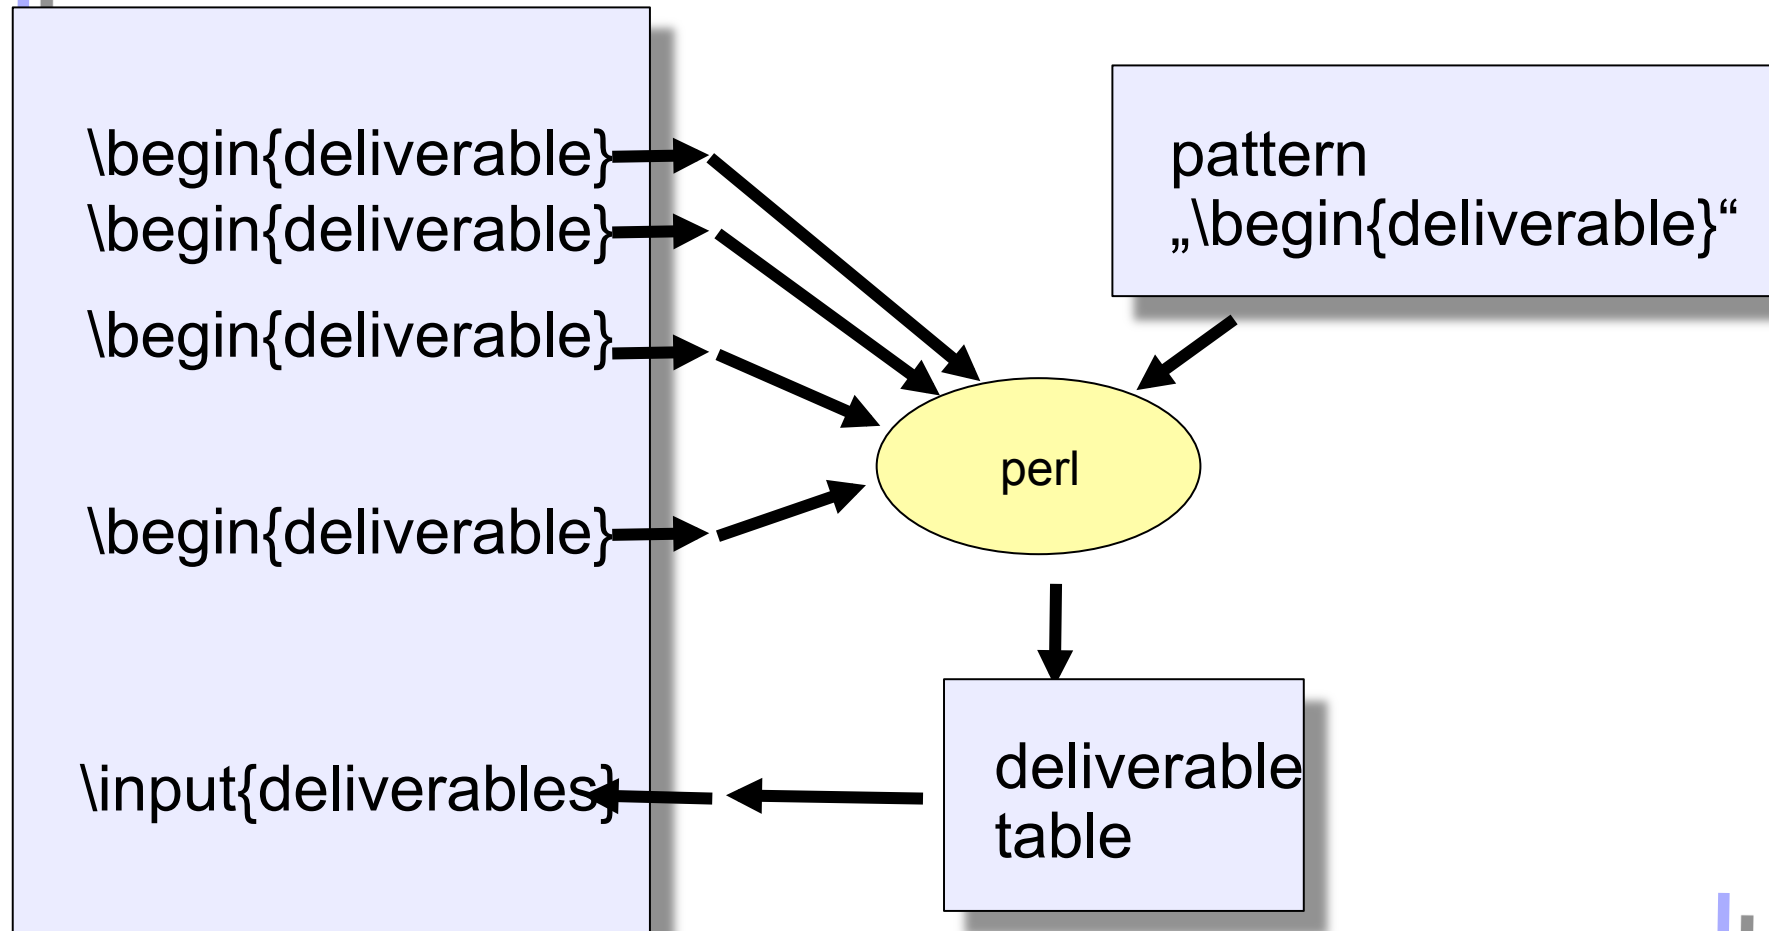 \begin{deliverable}
\begin{deliverable}
\begin{deliverable}
\begin{deliverable}
\input{deliverables}
pattern
„\begin{deliverable}“
perl
deliverable
table